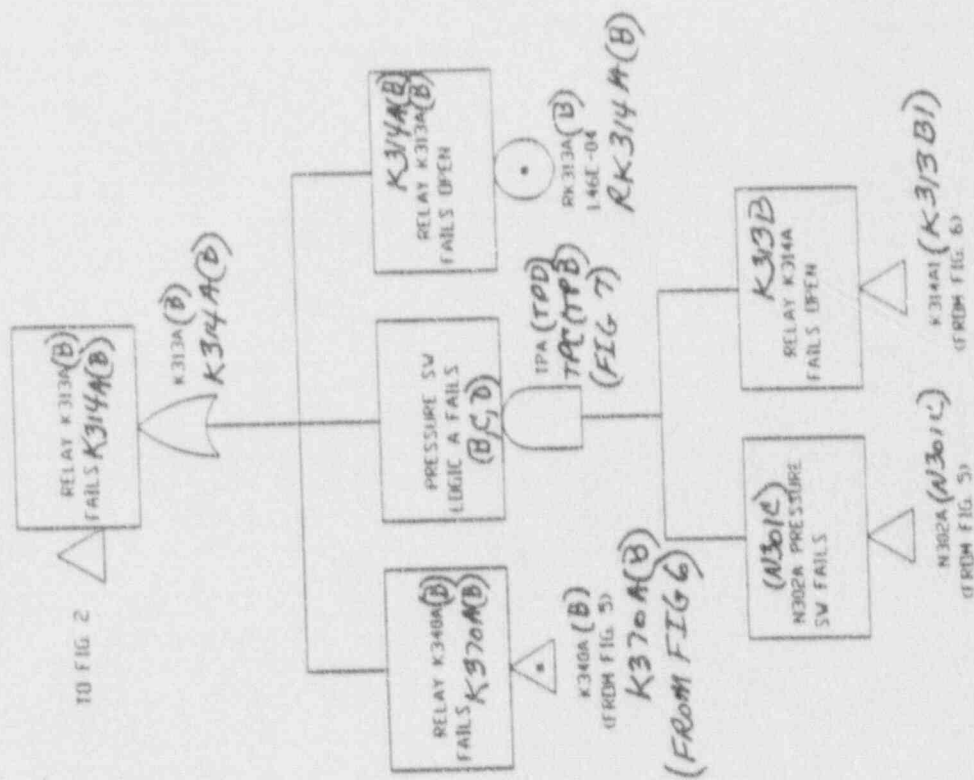 TO FIG 2
RELAY K313A(B)
FAILS K314A(B)
K313A(B)
K314A(B)
RELAY K340A(B)
FAILS K370A(B)
K340A(B)
(FROM FIG 5)
K370A(B)
(FROM FIG 6)
PRESSURE SW
LOGIC A FAILS
(B,C,D)
TPA(TPD)
TPC(TPB)
(FIG 7)
K314A(B)
RELAY K313A(B)
FAILS OPEN
RK313A(B)
1.46E-04
RK314A(B)
(N301C)
N302A PRESSURE
SW FAILS
N302A(N301C)
(FROM FIG 5)
K313B
RELAY K314A
FAILS OPEN
K314A1(K313B1)
(FROM FIG 6)